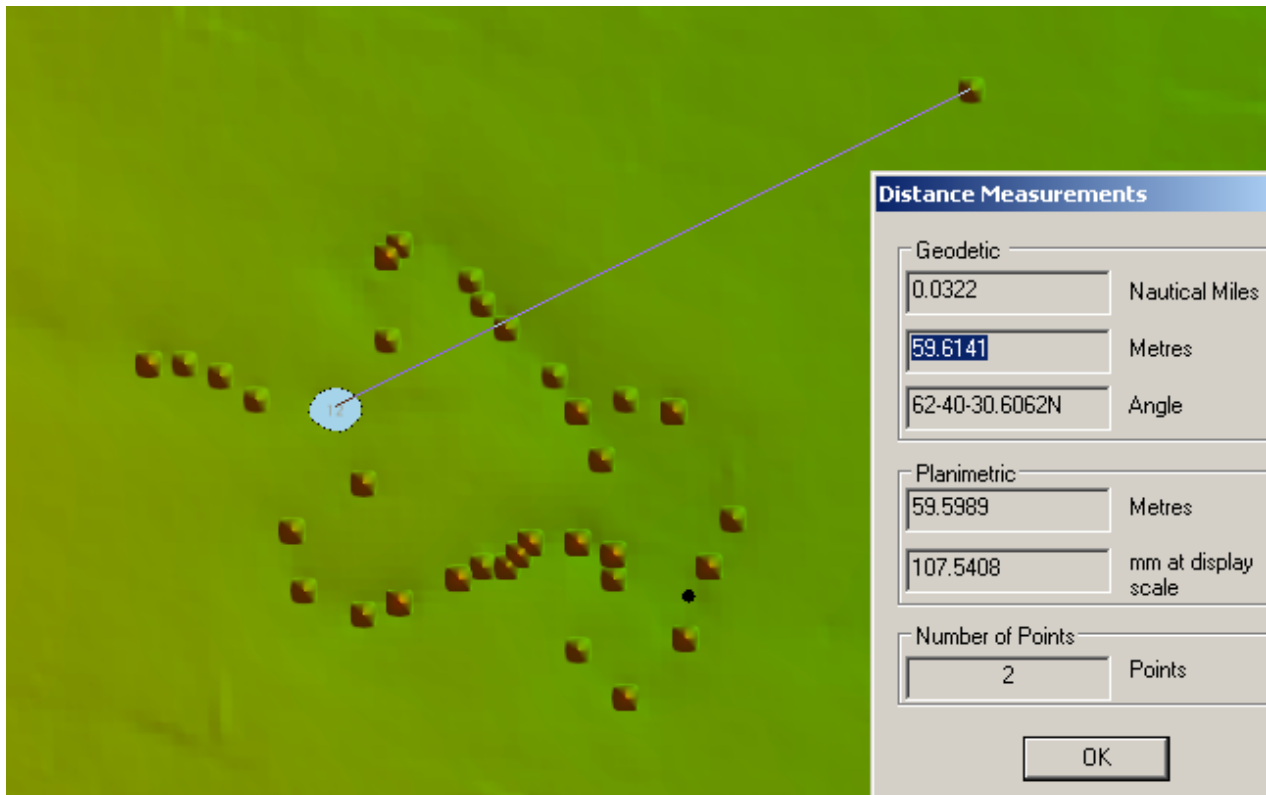 12
Distance Measurements
Geodetic
0.0322 Nautical Miles
59.6141 Metres
62-40-30.6062N Angle
Planimetric
59.5989 Metres
107.5408 mm at display
scale
Number of Points
2 Points
OK